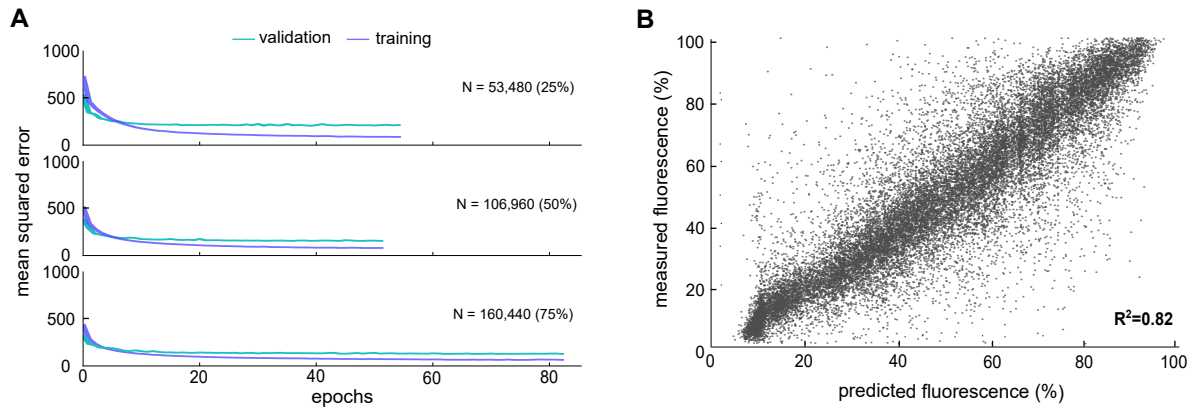 A
validation training
mean squared error
1000
500
0
N = 53,480 (25%)
1000
500
0
N = 106,960 (50%)
1000
500
0
N = 160,440 (75%)
0 20 40 60 80
epochs
B
measured fluorescence (%)
100
80
60
40
20
0
R²=0.82
0 20 40 60 80 100
predicted fluorescence (%)